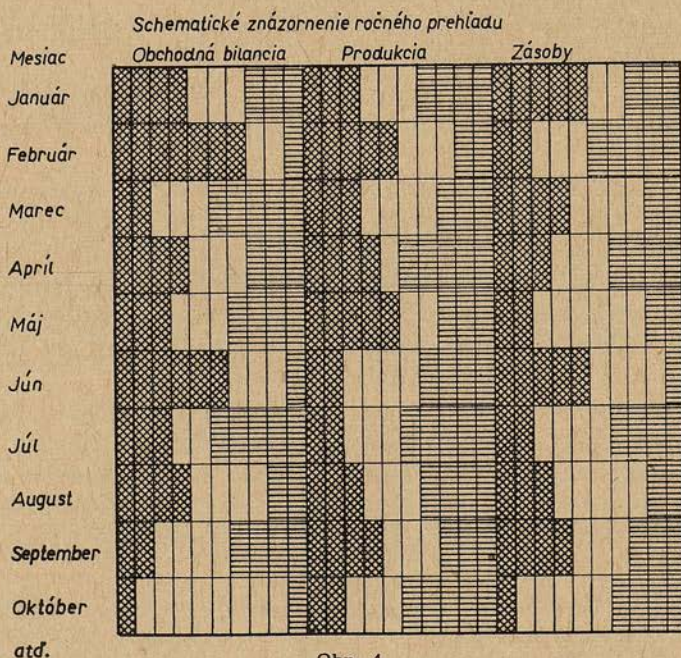 Schematické znázornenie ročného prehľadu
Mesiac Obchodná bilancia Produkcia Zásoby
Január
Február
Marec
Apríl
Máj
Jún
Júl
August
September
Október
atď.